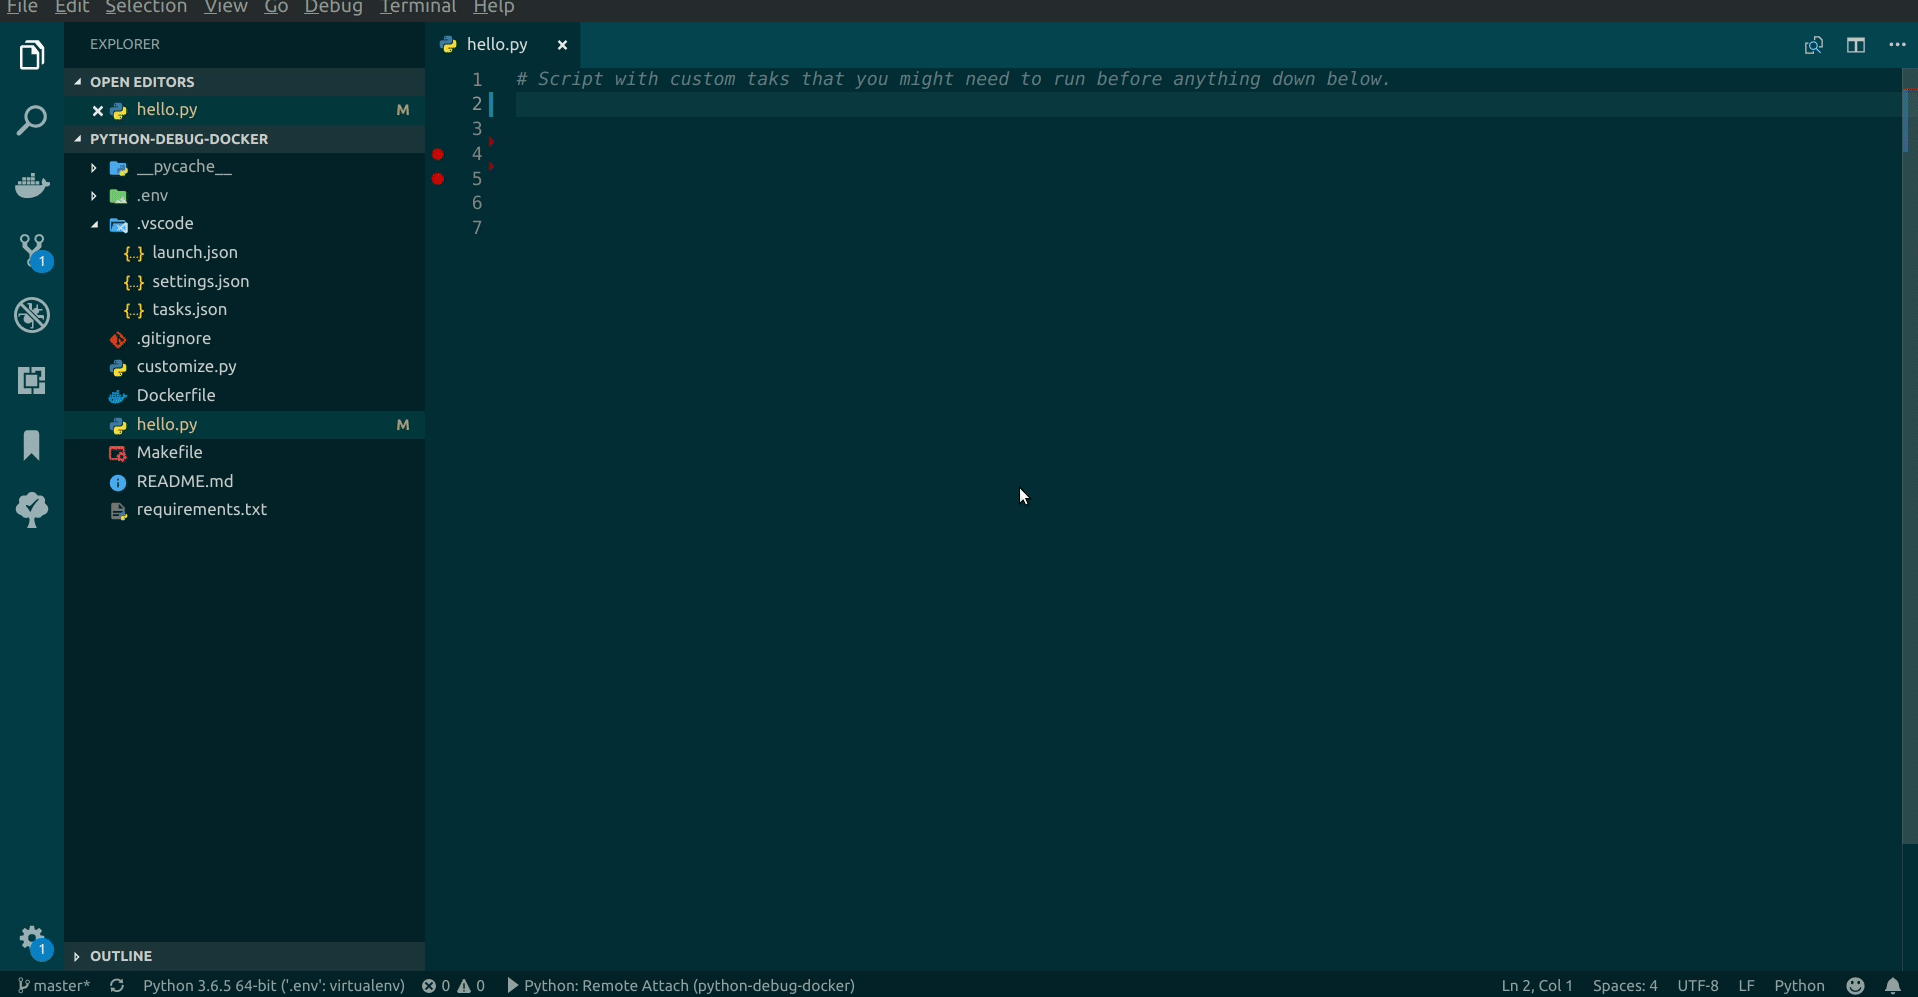 File Edit Selection View Go Debug Terminal Help
EXPLORER
OPEN EDITORS
hello.py M
PYTHON-DEBUG-DOCKER
__pycache__
.env
.vscode
{..} launch.json
{..} settings.json
{..} tasks.json
.gitignore
customize.py
Dockerfile
hello.py M
Makefile
README.md
requirements.txt
OUTLINE
1
1
hello.py
1 # Script with custom taks that you might need to run before anything down below.
2
3
4
5
6
7
master* Python 3.6.5 64-bit ('.env': virtualenv) 0 0 Python: Remote Attach (python-debug-docker) Ln 2, Col 1 Spaces: 4 UTF-8 LF Python